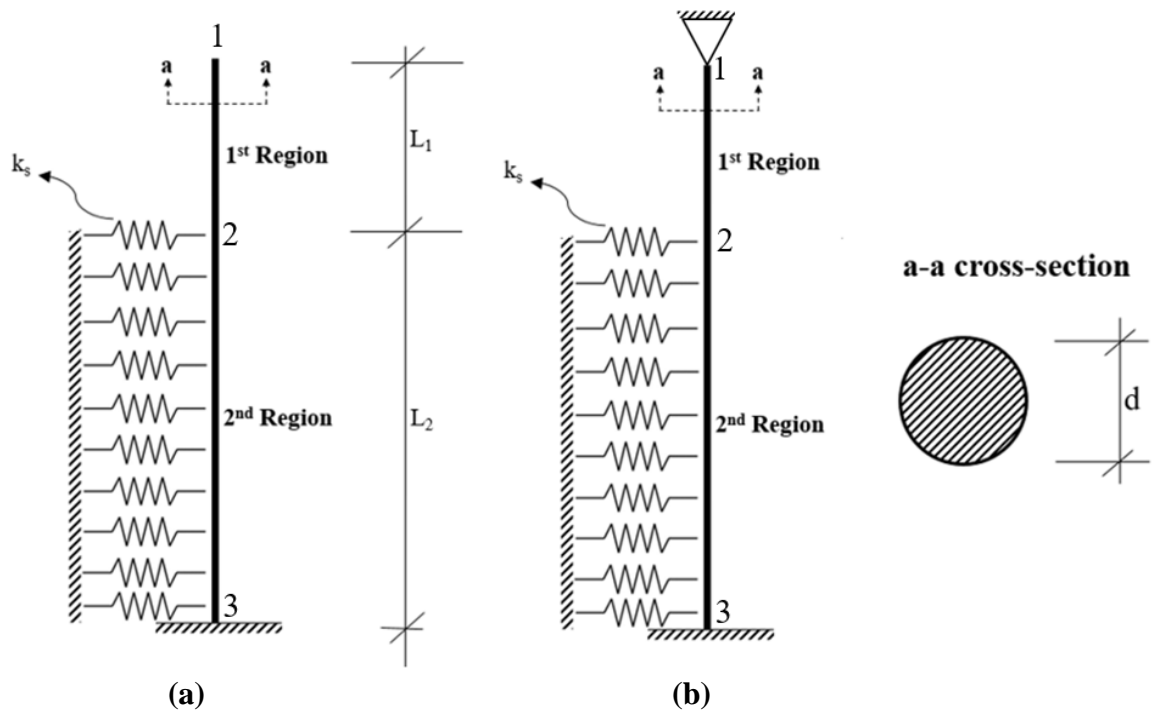 1
a a
1st Region
L1
ks
2
2nd Region
L2
3
(a)
1
a a
1st Region
ks
2
2nd Region
3
(b)
a-a cross-section
d